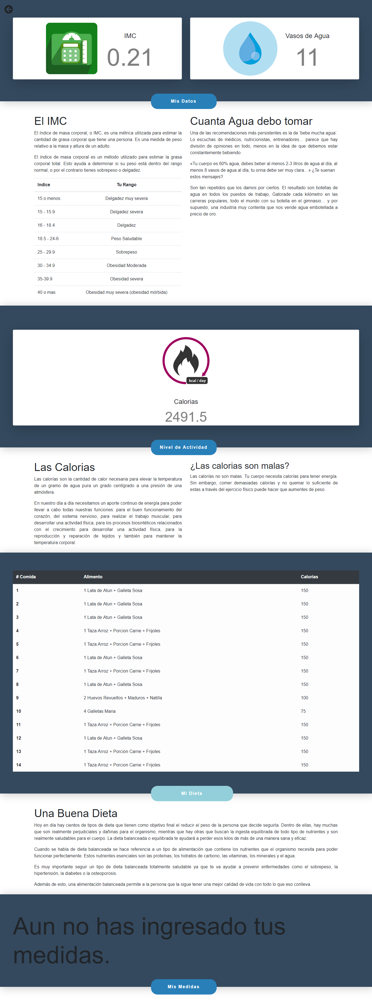 IMC
0.21
Vasos de Agua
11
Mis Datos
El IMC
El índice de masa corporal, o IMC, es una métrica utilizada para estimar la
cantidad de grasa corporal que tiene una persona. Es una medida de peso
relativo a la masa y altura de un adulto.
El índice de masa corporal es un método utilizado para estimar la grasa
corporal total. Esto ayuda a determinar si su peso está dentro del rango
normal, o por el contrario tienes sobrepeso o delgadez.
Indice Tu Rango
15 o menos Delgadez muy severa
15 - 15.9 Delgadez severa
16 - 18.4 Delgadez
18.5 - 24-6 Peso Saludable
25 - 29.9 Sobrepeso
30 - 34.9 Obesidad Moderada
35-39.9 Obesidad severa
40 o mas Obesidad muy severa (obesidad mórbida)
Cuanta Agua debo tomar
Una de las recomendaciones más persistentes es la de 'bebe mucha agua'.
Lo escuchas de médicos, nutricionistas, entrenadores… parece que hay
división de opiniones en todo, menos en la idea de que debemos estar
constantemente bebiendo.
«Tu cuerpo es 60% agua, debes beber al menos 2-3 litros de agua al día, al
menos 8 vasos de agua al día, tu orina debe ser muy clara…» ¿Te suenan
estos mensajes?
Son tan repetidos que los damos por ciertos. El resultado son botellas de
agua en todos los puestos de trabajo, Gatorade cada kilómetro en las
carreras populares, todo el mundo con su botella en el gimnasio… y por
supuesto, una industria muy contenta que nos vende agua embotellada a
precio de oro.
kcal / day
Calorias
2491.5
Nivel de Actividad
Las Calorias
Las calorías son la cantidad de calor necesaria para elevar la temperatura
de un gramo de agua pura un grado centígrado a una presión de una
atmósfera.
En nuestro día a día necesitamos un aporte continuo de energía para poder
llevar a cabo todas nuestras funciones: para el buen funcionamiento del
corazón, del sistema nervioso, para realizar el trabajo muscular, para
desarrollar una actividad física, para los procesos biosintéticos relacionados
con el crecimiento para desarrollar una actividad física, para la
reproducción y reparación de tejidos y también para mantener la
temperatura corporal.
¿Las calorias son malas?
Las calorías no son malas. Tu cuerpo necesita calorías para tener energía.
Sin embargo, comer demasiadas calorías y no quemar lo suficiente de
estas a través del ejercicio físico puede hacer que aumentes de peso.
# Comida Alimento Calorias
1 1 Lata de Atun + Galleta Sosa 150
2 1 Lata de Atun + Galleta Sosa 150
3 1 Lata de Atun + Galleta Sosa 150
4 1 Taza Arroz + Porcion Carne + Frijoles 150
5 1 Taza Arroz + Porcion Carne + Frijoles 150
6 1 Lata de Atun + Galleta Sosa 150
7 1 Taza Arroz + Porcion Carne + Frijoles 150
8 1 Lata de Atun + Galleta Sosa 150
9 2 Huevos Revueltos + Maduros + Natilla 100
10 4 Galletas Maria 75
11 1 Taza Arroz + Porcion Carne + Frijoles 150
12 1 Lata de Atun + Galleta Sosa 150
13 1 Taza Arroz + Porcion Carne + Frijoles 150
14 1 Taza Arroz + Porcion Carne + Frijoles 150
Mi Dieta
Una Buena Dieta
Hoy en día hay cientos de tipos de dieta que tienen como objetivo final el reducir el peso de la persona que decide seguirla. Dentro de ellas, hay muchas
que son realmente perjudiciales y dañinas para el organismo, mientras que hay otras que buscan la ingesta equilibrada de todo tipo de nutrientes y son
realmente saludables para el cuerpo. La dieta balanceada o equilibrada te ayudará a perder esos kilos de más de una manera sana y eficaz.
Cuando se habla de dieta balanceada se hace referencia a un tipo de alimentación que contiene los nutrientes que el organismo necesita para poder
funcionar perfectamente. Estos nutrientes esenciales son las proteínas, los hidratos de carbono, las vitaminas, los minerales y el agua.
Es muy importante seguir un tipo de dieta balanceada totalmente saludable ya que te va ayudar a prevenir enfermedades como el sobrepeso, la
hipertensión, la diabetes o la osteoporosis.
Además de esto, una alimentación balanceada permite a la persona que la sigue tener una mejor calidad de vida con todo lo que eso conlleva.
Aun no has ingresado tus
medidas.
Mis Medidas